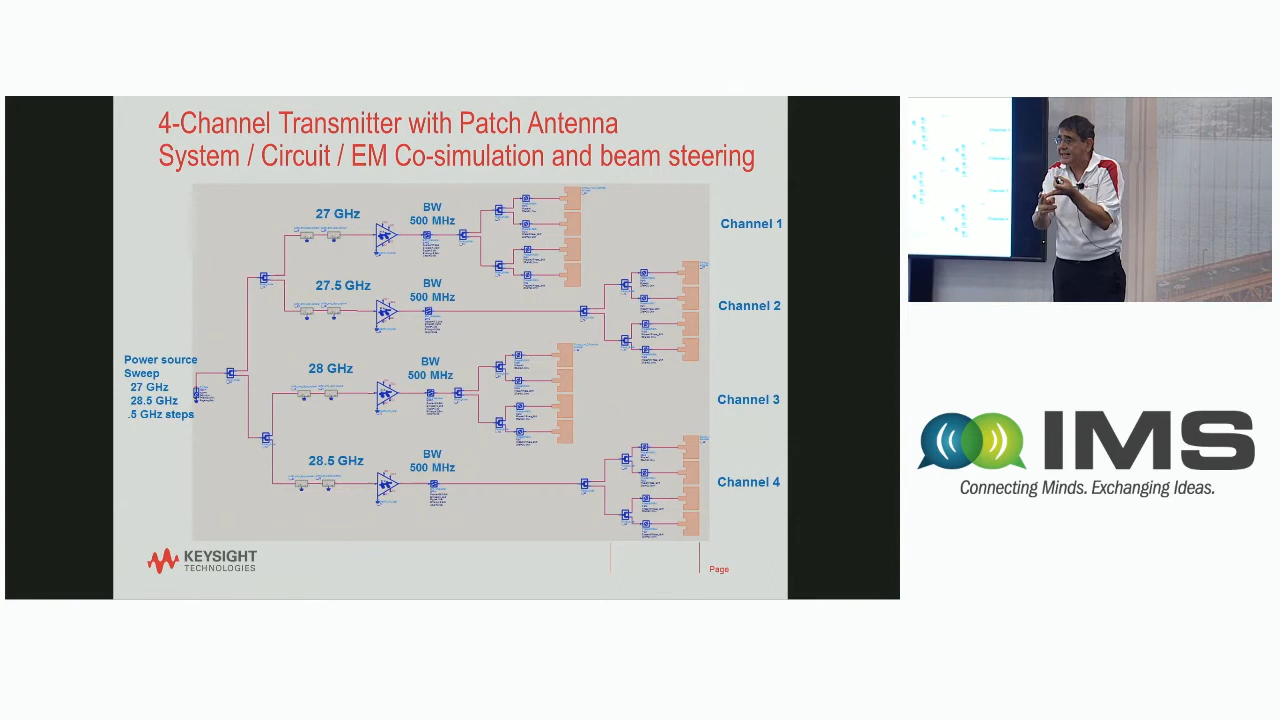 4-Channel Transmitter with Patch Antenna
System / Circuit / EM Co-simulation and beam steering
27 GHz
BW
500 MHz
Channel 1
27.5 GHz
BW
500 MHz
Channel 2
Power source
Sweep
27 GHz
28.5 GHz
.5 GHz steps
28 GHz
BW
500 MHz
Channel 3
28.5 GHz
BW
500 MHz
Channel 4
KEYSIGHT
TECHNOLOGIES
Page
IMS
Connecting Minds. Exchanging Ideas.